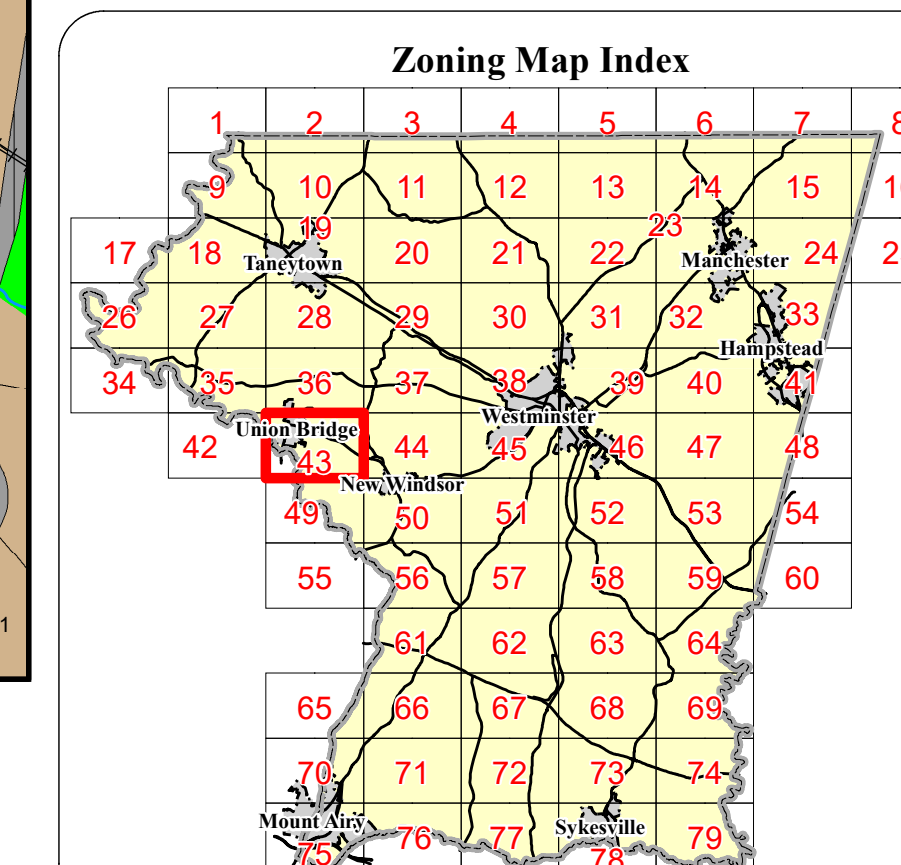 Zoning Map Index
1 2 3 4 5 6 7 8
9 10 11 12 13 14 15
19 23
17 18 20 21 22 24
Taneytown Manchester
26 27 28 29 30 31 32 33
Hampstead
34 35 36 37 38 39 40 41
Westminster
Union Bridge
42 43 44 45 46 47 48
New Windsor
49 50 51 52 53 54
55 56 57 58 59 60
1
61 62 63 64
65 66 67 68 69
70 71 72 73 74
Mount Airy Sykesville
76 77 79
75 78